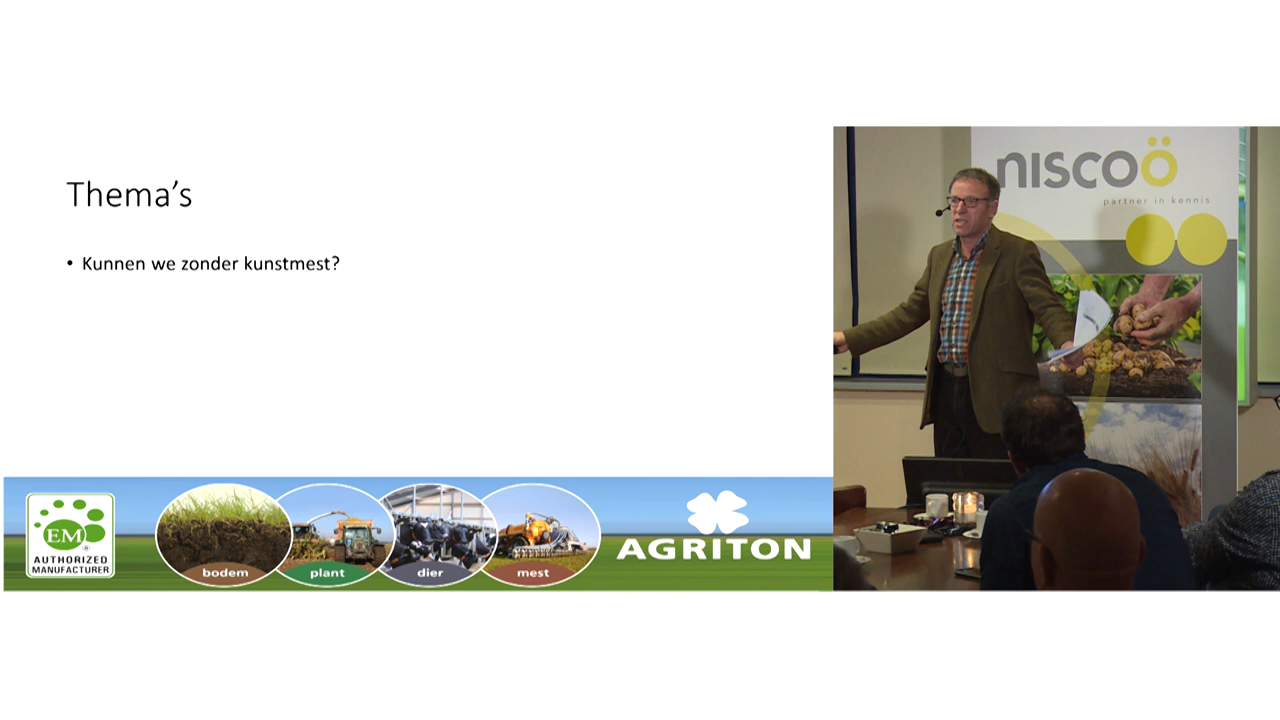 Thema's
• Kunnen we zonder kunstmest?
EM®
AUTHORIZED
MANUFACTURER
bodem
plant
dier
mest
AGRITON
niscoö
partner in kennis